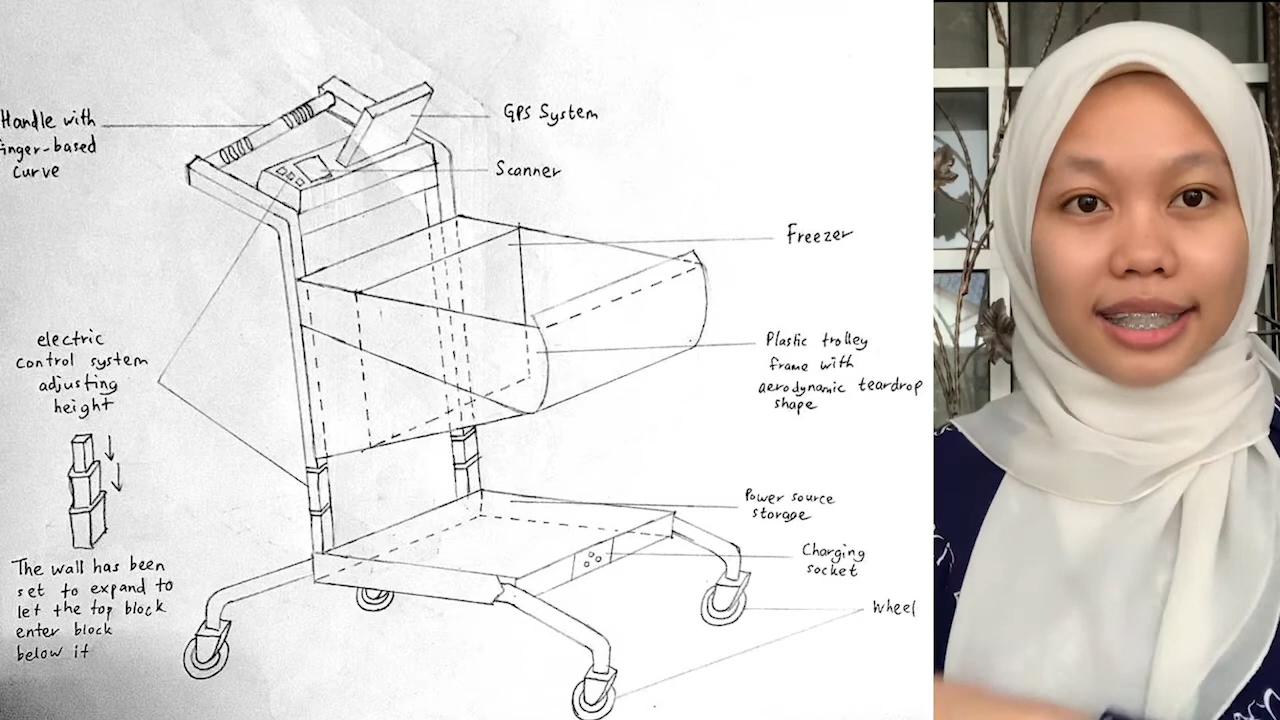 Handle with
finger-based
curve
GPS System
Scanner
Freezer
electric
control system
adjusting
height
Plastic trolley
frame with
aerodynamic teardrop
shape
Power source
storage
Charging
socket
Wheel
The wall has been
set to expand to
let the top block
enter block
below it